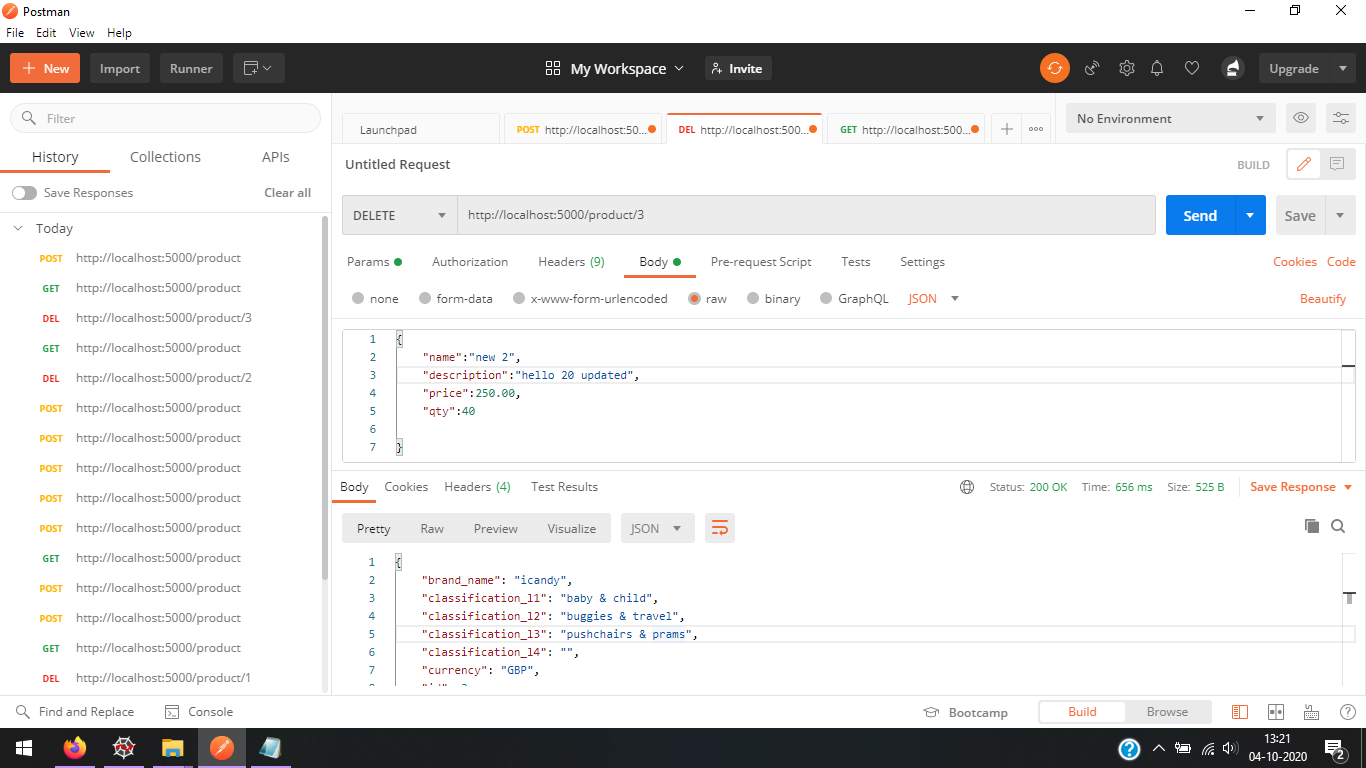 Postman
File Edit View Help
New Import Runner My Workspace Invite Upgrade
Filter
History Collections APIs
Save Responses Clear all
Today
POST http://localhost:5000/product
GET http://localhost:5000/product
DEL http://localhost:5000/product/3
GET http://localhost:5000/product
DEL http://localhost:5000/product/2
POST http://localhost:5000/product
POST http://localhost:5000/product
POST http://localhost:5000/product
POST http://localhost:5000/product
POST http://localhost:5000/product
GET http://localhost:5000/product
POST http://localhost:5000/product
POST http://localhost:5000/product
GET http://localhost:5000/product
DEL http://localhost:5000/product/1
Launchpad POST http://localhost:50... DEL http://localhost:500... GET http://localhost:500... No Environment
Untitled Request BUILD
DELETE http://localhost:5000/product/3 Send Save
Params Authorization Headers (9) Body Pre-request Script Tests Settings Cookies Code
none form-data x-www-form-urlencoded raw binary GraphQL JSON Beautify
1 {
2 "name":"new 2",
3 "description":"hello 20 updated",
4 "price":250.00,
5 "qty":40
6
7 }
Body Cookies Headers (4) Test Results Status: 200 OK Time: 656 ms Size: 525 B Save Response
Pretty Raw Preview Visualize JSON
1 {
2 "brand_name": "icandy",
3 "classification_l1": "baby & child",
4 "classification_l2": "buggies & travel",
5 "classification_l3": "pushchairs & prams",
6 "classification_l4": "",
7 "currency": "GBP",
Find and Replace Console Bootcamp Build Browse
13:21
04-10-2020
2